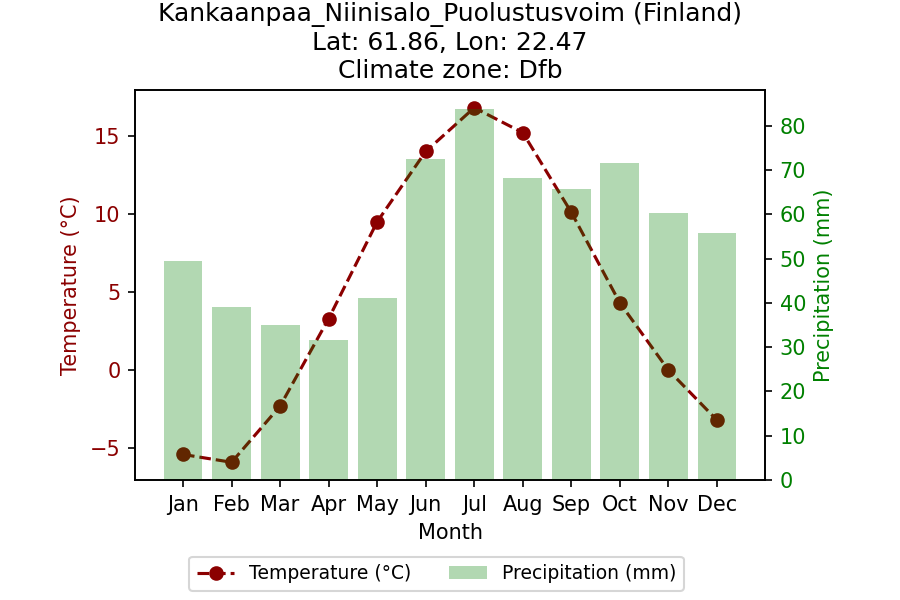 Kankaanpaa_Niinisalo_Puolustusvoim (Finland)
Lat: 61.86, Lon: 22.47
Climate zone: Dfb
Temperature (°C)
15
10
5
0
−5
80
70
60
50
40
30
20
10
0
Precipitation (mm)
Jan Feb Mar Apr May Jun Jul Aug Sep Oct Nov Dec
Month
Temperature (°C) Precipitation (mm)